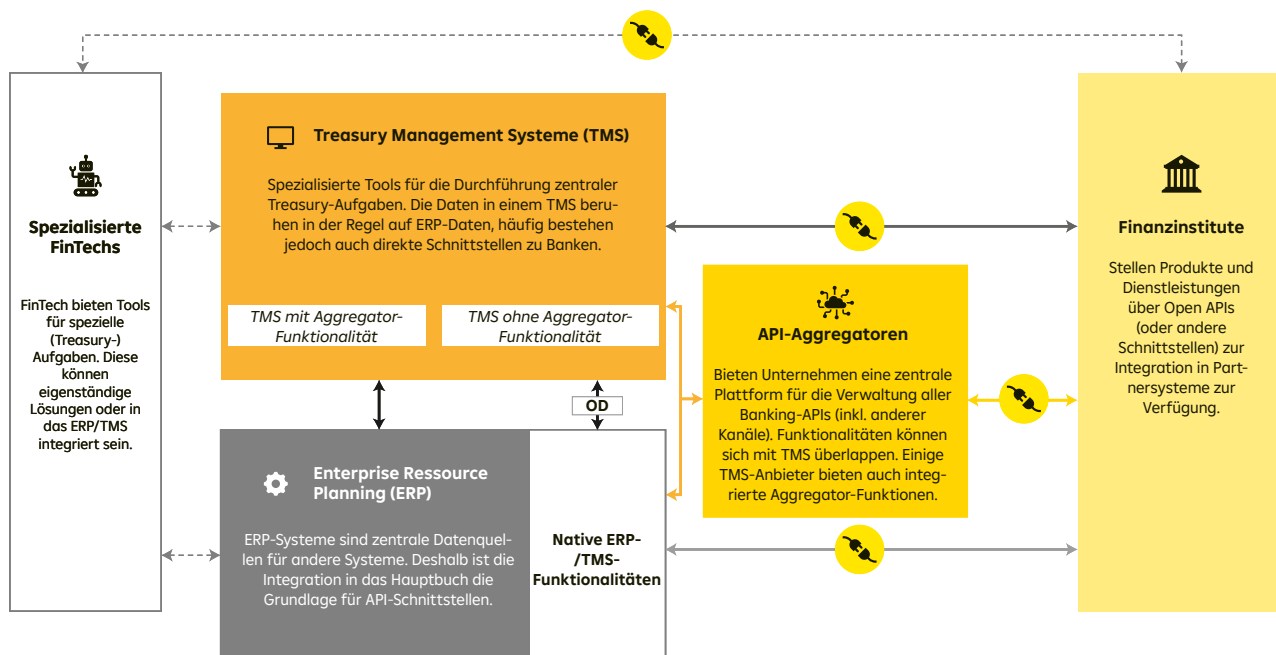 Spezialisierte
FinTechs
FinTech bieten Tools
für spezielle
(Treasury-)
Aufgaben. Diese
können
eigenständige
Lösungen oder in
das ERP/TMS
integriert sein.
Treasury Management Systeme (TMS)
Spezialisierte Tools für die Durchführung zentraler
Treasury-Aufgaben. Die Daten in einem TMS beru-
hen in der Regel auf ERP-Daten, häufig bestehen
jedoch auch direkte Schnittstellen zu Banken.
TMS mit Aggregator-
Funktionalität
TMS ohne Aggregator-
Funktionalität
OD
Enterprise Ressource
Planning (ERP)
ERP-Systeme sind zentrale Datenquel-
len für andere Systeme. Deshalb ist die
Integration in das Hauptbuch die
Grundlage für API-Schnittstellen.
Native ERP-
/TMS-
Funktionalitäten
API-Aggregatoren
Bieten Unternehmen eine zentrale
Plattform für die Verwaltung aller
Banking-APIs (inkl. anderer
Kanäle). Funktionalitäten können
sich mit TMS überlappen. Einige
TMS-Anbieter bieten auch integ-
rierte Aggregator-Funktionen.
Finanzinstitute
Stellen Produkte und
Dienstleistungen
über Open APIs
(oder andere
Schnittstellen) zur
Integration in Part-
nersysteme zur
Verfügung.